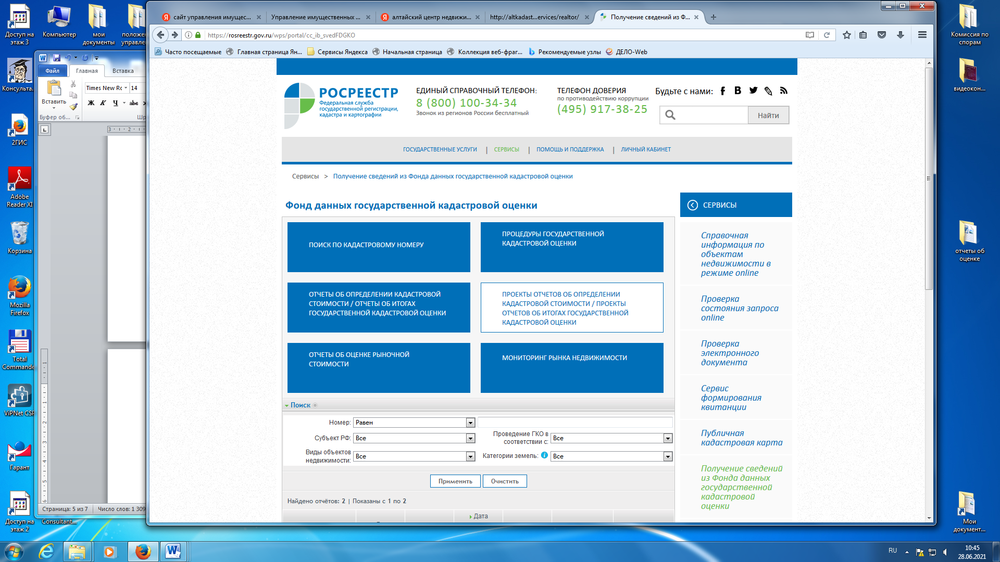 Доступ на
этаж 3
Компьютер
мои
документы
положен
управле
Консульта.
2ГИС
Adobe
Reader XI
Корзина
Mozilla
Firefox
Total
Commande
ViPNet CSP
Гарант
Доступ на
этаж 2
Consultant...
Файл
Главная
Вставка
Вставить
Буфер об...
Times New Rc
14
Ж К Ч abc
Шр
3 2
Страница: 5 из 7
Число слов: 1 309
сайт управления имущес...
Управление имущественных ...
алтайский центр недвижи...
http://altkadast...ervices/realtor/
Получение сведений из Ф...
https://rosreestr.gov.ru/wps/portal/cc_ib_svedFDGKO
Часто посещаемые
Главная страница Ян...
Сервисы Яндекса
Начальная страница
Коллекция веб-фраг...
Рекомендуемые узлы
ДЕЛО-Web
РОСРЕЕСТР
Федеральная служба
государственной регистрации,
кадастра и картографии
ЕДИНЫЙ СПРАВОЧНЫЙ ТЕЛЕФОН:
8 (800) 100-34-34
Звонок из регионов России бесплатный
ТЕЛЕФОН ДОВЕРИЯ
по противодействию коррупции
(495) 917-38-25
Будьте с нами:
Найти
ГОСУДАРСТВЕННЫЕ УСЛУГИ | СЕРВИСЫ | ПОМОЩЬ И ПОДДЕРЖКА | ЛИЧНЫЙ КАБИНЕТ
Сервисы > Получение сведений из Фонда данных государственной кадастровой оценки
Фонд данных государственной кадастровой оценки
ПОИСК ПО КАДАСТРОВОМУ НОМЕРУ
ПРОЦЕДУРЫ ГОСУДАРСТВЕННОЙ
КАДАСТРОВОЙ ОЦЕНКИ
ОТЧЕТЫ ОБ ОПРЕДЕЛЕНИИ КАДАСТРОВОЙ
СТОИМОСТИ / ОТЧЕТЫ ОБ ИТОГАХ
ГОСУДАРСТВЕННОЙ КАДАСТРОВОЙ ОЦЕНКИ
ПРОЕКТЫ ОТЧЕТОВ ОБ ОПРЕДЕЛЕНИИ
КАДАСТРОВОЙ СТОИМОСТИ / ПРОЕКТЫ
ОТЧЕТОВ ОБ ИТОГАХ ГОСУДАРСТВЕННОЙ
КАДАСТРОВОЙ ОЦЕНКИ
ОТЧЕТЫ ОБ ОЦЕНКЕ РЫНОЧНОЙ
СТОИМОСТИ
МОНИТОРИНГ РЫНКА НЕДВИЖИМОСТИ
Поиск
Номер: Равен
Субъект РФ: Все
Проведение ГКО в
соответствии с: Все
Виды объектов
недвижимости: Все
Категории земель: Все
Применить
Очистить
Найдено отчётов: 2 | Показаны с 1 по 2
Дата
СЕРВИСЫ
Справочная
информация по
объектам
недвижимости в
режиме online
Проверка
состояния запроса
online
Проверка
электронного
документа
Сервис
формирования
квитанции
Публичная
кадастровая карта
Получение сведений
из Фонда данных
государственной
кадастровой
оценки
Комиссия по
спорам
видеокон...
отчеты об
оценке
Мои
документ...
RU
10:45
28.06.2021